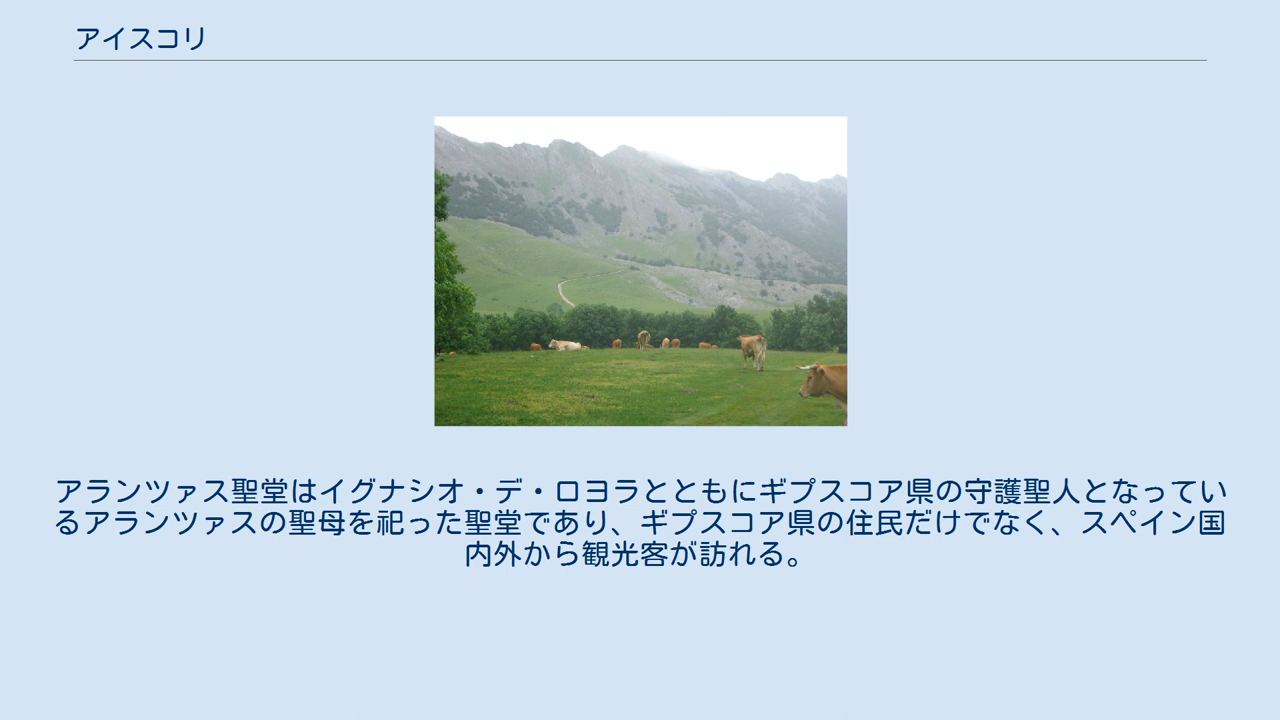 アイスコリ
アランツァス聖堂はイグナシオ・デ・ロヨラとともにギプスコア県の守護聖人となってい
るアランツァスの聖母を祀った聖堂であり、ギプスコア県の住民だけでなく、スペイン国
内外から観光客が訪れる。